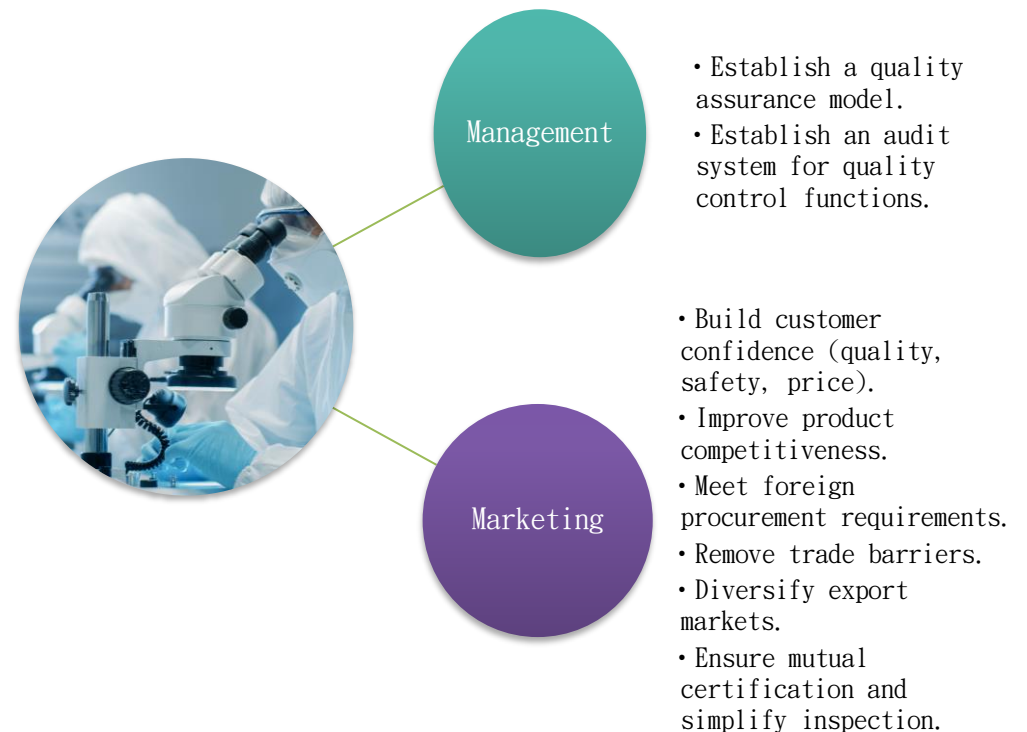 Management
・Establish a quality
assurance model.
・Establish an audit
system for quality
control functions.
Marketing
・Build customer
confidence (quality,
safety, price).
・Improve product
competitiveness.
・Meet foreign
procurement requirements.
・Remove trade barriers.
・Diversify export
markets.
・Ensure mutual
certification and
simplify inspection.